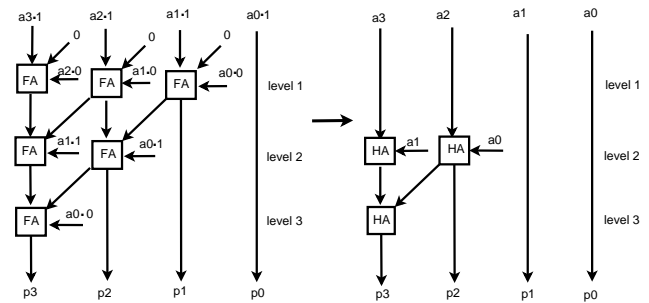 a3·1 a2·1 a1·1 a0·1 a3 a2 a1 a0
0 0 0
FA a2·0 FA a1·0 FA a0·0 level 1 level 1
FA a1·1 FA a0·1 level 2 HA a1 HA a0 level 2
FA a0·0 level 3 HA level 3
p3 p2 p1 p0 p3 p2 p1 p0